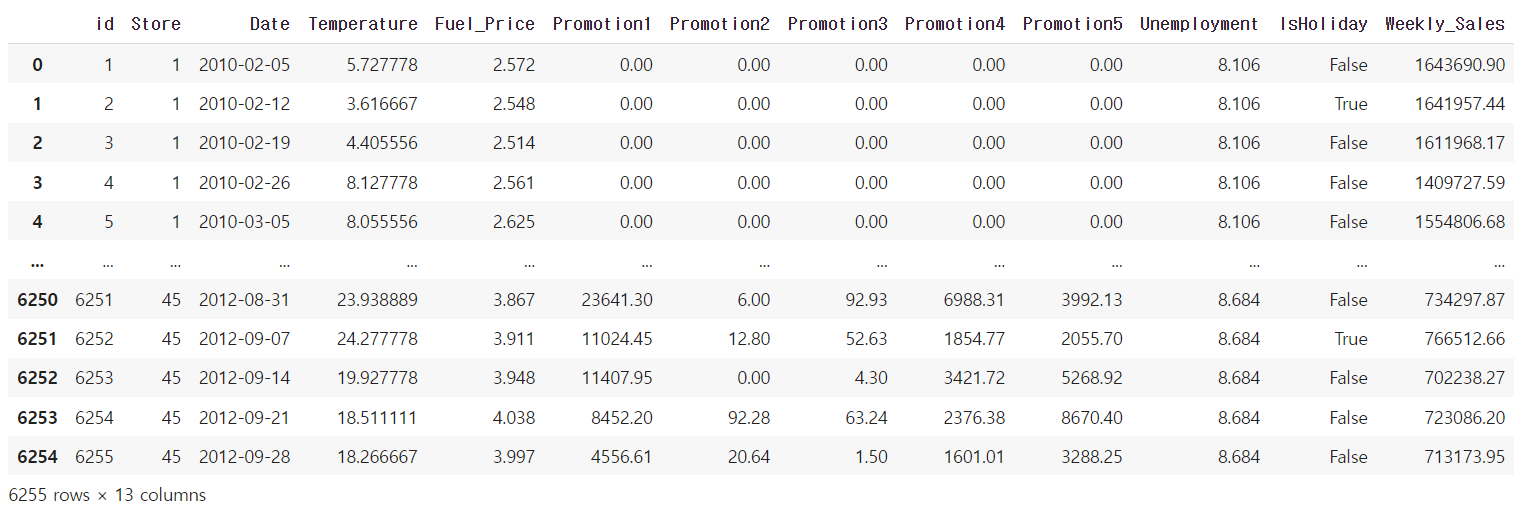 id Store Date Temperature Fuel_Price Promotion1 Promotion2 Promotion3 Promotion4 Promotion5 Unemployment IsHoliday Weekly_Sales
0 1 1 2010-02-05 5.727778 2.572 0.00 0.00 0.00 0.00 0.00 8.106 False 1643690.90
1 2 1 2010-02-12 3.616667 2.548 0.00 0.00 0.00 0.00 0.00 8.106 True 1641957.44
2 3 1 2010-02-19 4.405556 2.514 0.00 0.00 0.00 0.00 0.00 8.106 False 1611968.17
3 4 1 2010-02-26 8.127778 2.561 0.00 0.00 0.00 0.00 0.00 8.106 False 1409727.59
4 5 1 2010-03-05 8.055556 2.625 0.00 0.00 0.00 0.00 0.00 8.106 False 1554806.68
... ... ... ... ... ... ... ... ... ... ... ... ... ...
6250 6251 45 2012-08-31 23.938889 3.867 23641.30 6.00 92.93 6988.31 3992.13 8.684 False 734297.87
6251 6252 45 2012-09-07 24.277778 3.911 11024.45 12.80 52.63 1854.77 2055.70 8.684 True 766512.66
6252 6253 45 2012-09-14 19.927778 3.948 11407.95 0.00 4.30 3421.72 5268.92 8.684 False 702238.27
6253 6254 45 2012-09-21 18.511111 4.038 8452.20 92.28 63.24 2376.38 8670.40 8.684 False 723086.20
6254 6255 45 2012-09-28 18.266667 3.997 4556.61 20.64 1.50 1601.01 3288.25 8.684 False 713173.95
6255 rows × 13 columns